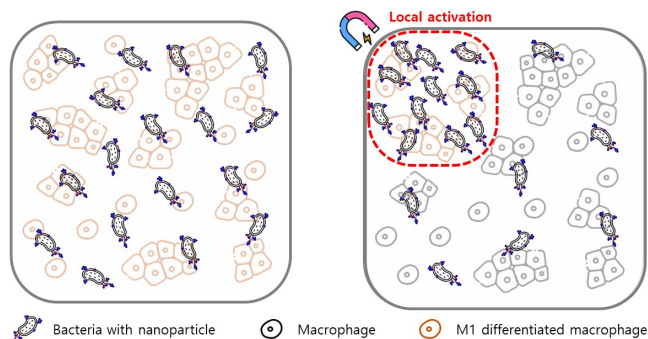 Local activation
Bacteria with nanoparticle
Macrophage
M1 differentiated macrophage